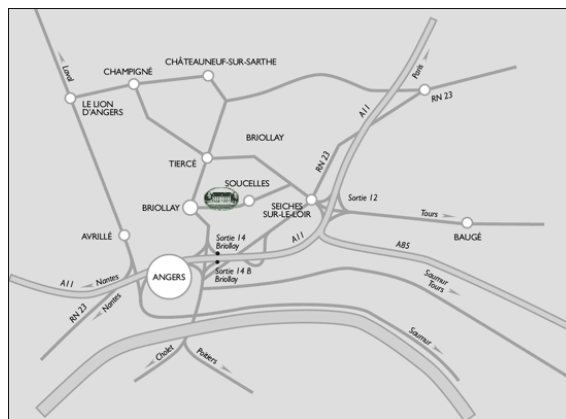 CHÂTEAUNEUF-SUR-SARTHE
Laval
CHAMPIGNÉ
Paris
A11
RN 23
LE LION
D'ANGERS
BRIOLLAY
RN 23
TIERCÉ
SOUCELLES
BRIOLLAY
SEICHES
SUR-LE-LOIR
Sortie 12
Tours
BAUGÉ
AVRILLÉ
Sortie 14
Briollay
A11
A85
ANGERS
Sortie 14 B
Briollay
A11
Nantes
RN 23
Nantes
Saumur
Tours
Saumur
Cholet
Poitiers